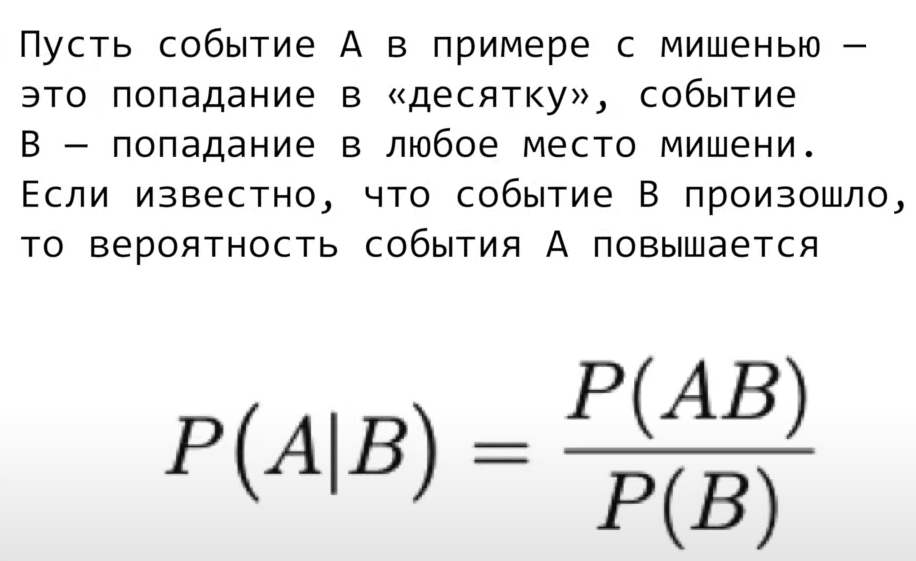 Пусть событие А в примере с мишенью —
это попадание в «десятку», событие
В — попадание в любое место мишени.
Если известно, что событие В произошло,
то вероятность события А повышается
P(A|B) = P(AB)
P(B)